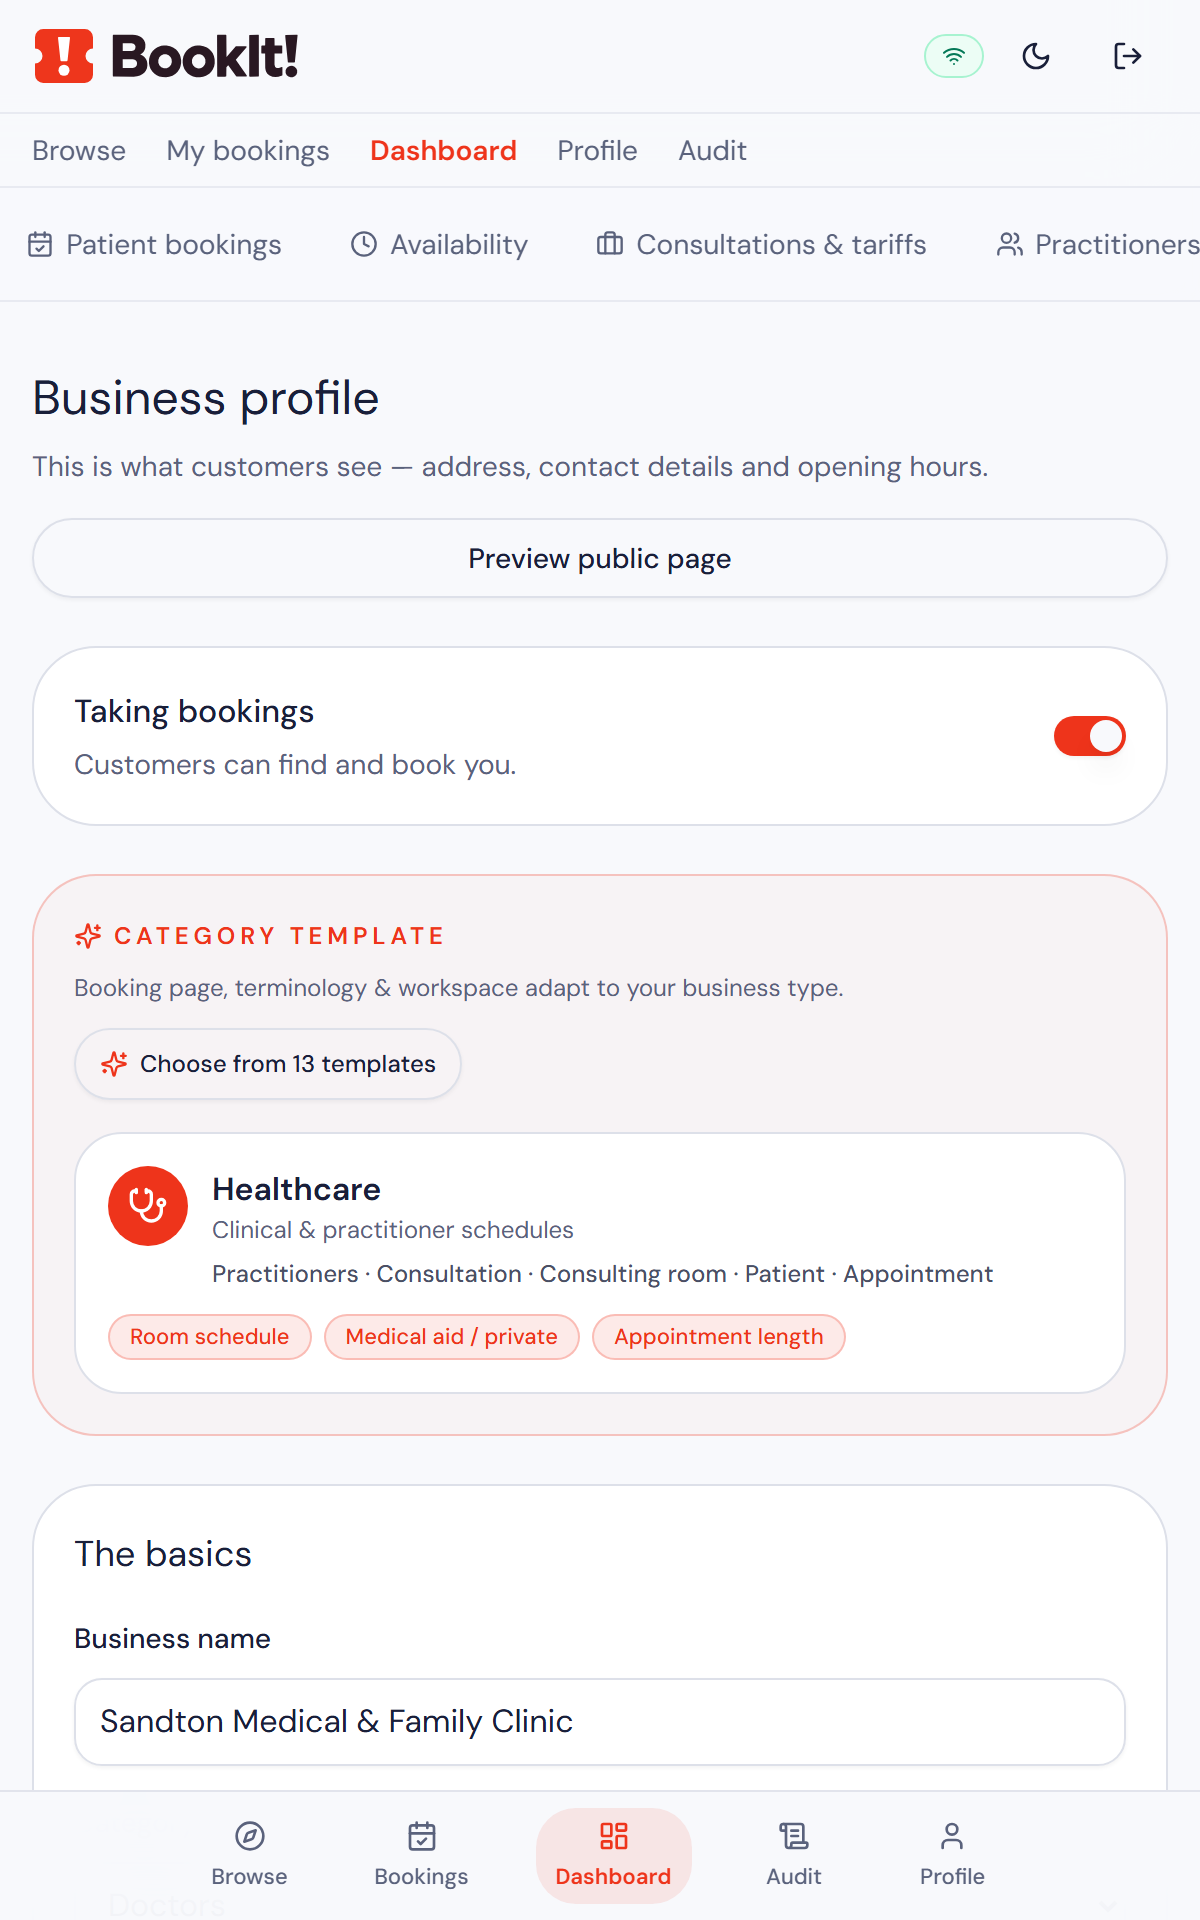 BookIt!
Browse My bookings Dashboard Profile Audit
Patient bookings Availability Consultations & tariffs Practitioners
Business profile
This is what customers see — address, contact details and opening hours.
Preview public page
Taking bookings
Customers can find and book you.
CATEGORY TEMPLATE
Booking page, terminology & workspace adapt to your business type.
Choose from 13 templates
Healthcare
Clinical & practitioner schedules
Practitioners · Consultation · Consulting room · Patient · Appointment
Room schedule Medical aid / private Appointment length
The basics
Business name
Sandton Medical & Family Clinic
Browse Bookings Dashboard Audit Profile
Doctors